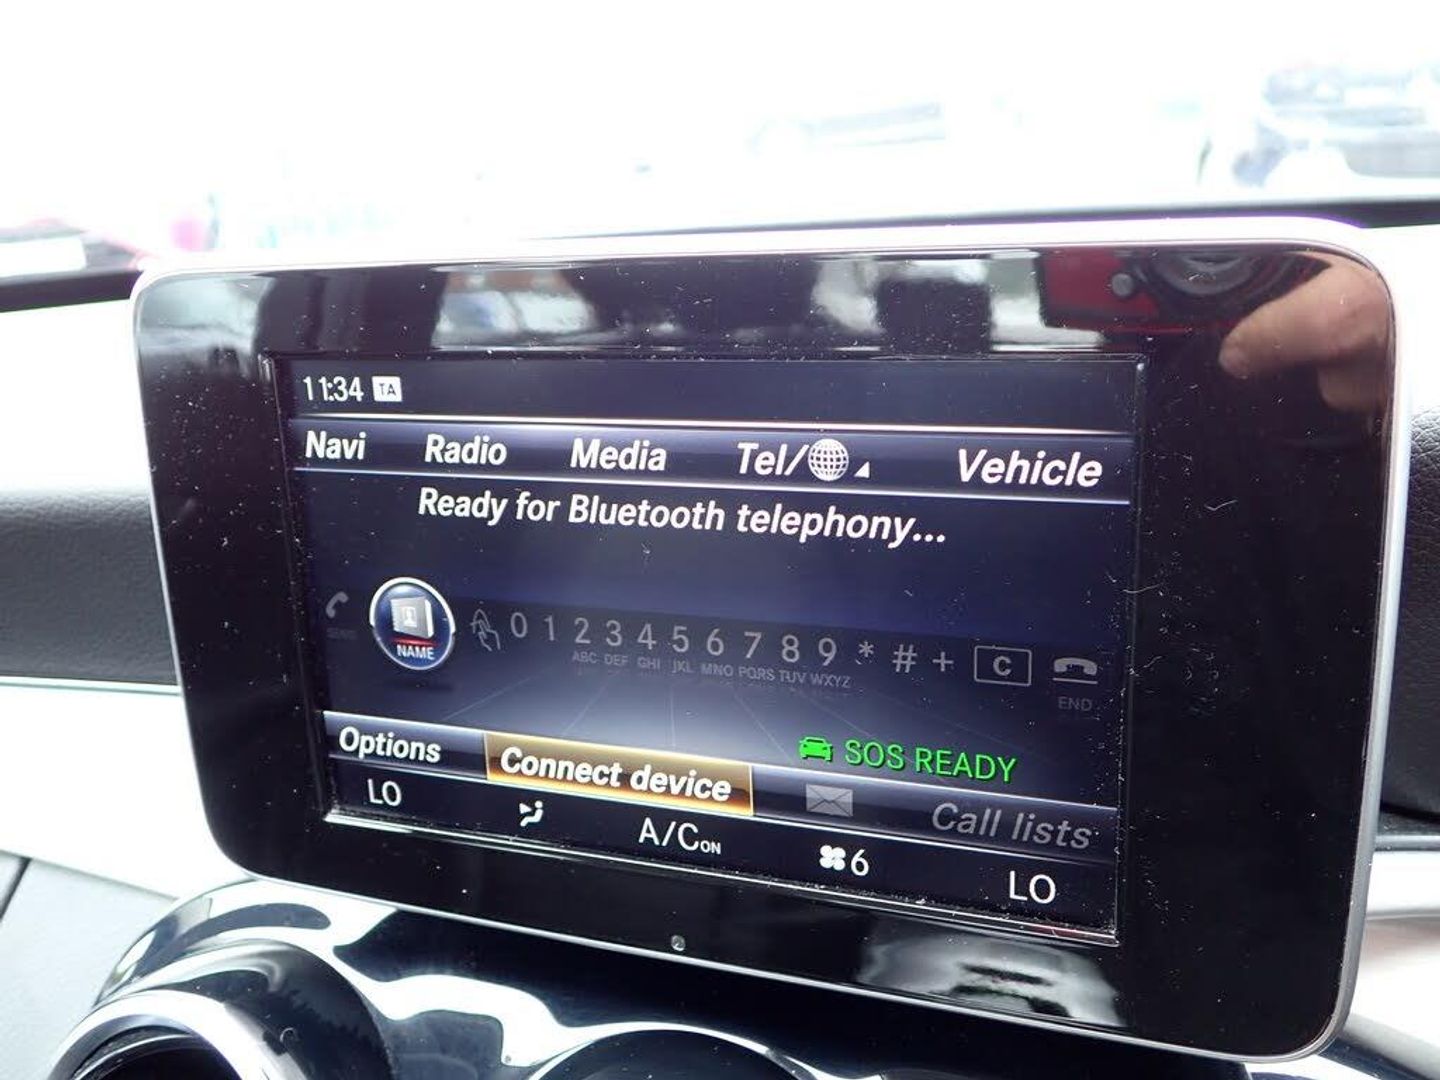 11:34 TA
Navi Radio Media Tel/ Vehicle
Ready for Bluetooth telephony...
NAME 0 1 2 3 4 5 6 7 8 9 * # + C
ABC DEF GHI JKL MNO PQRS TUV WXYZ
END
SOS READY
Options Connect device Call lists
LO A/C ON 6 LO